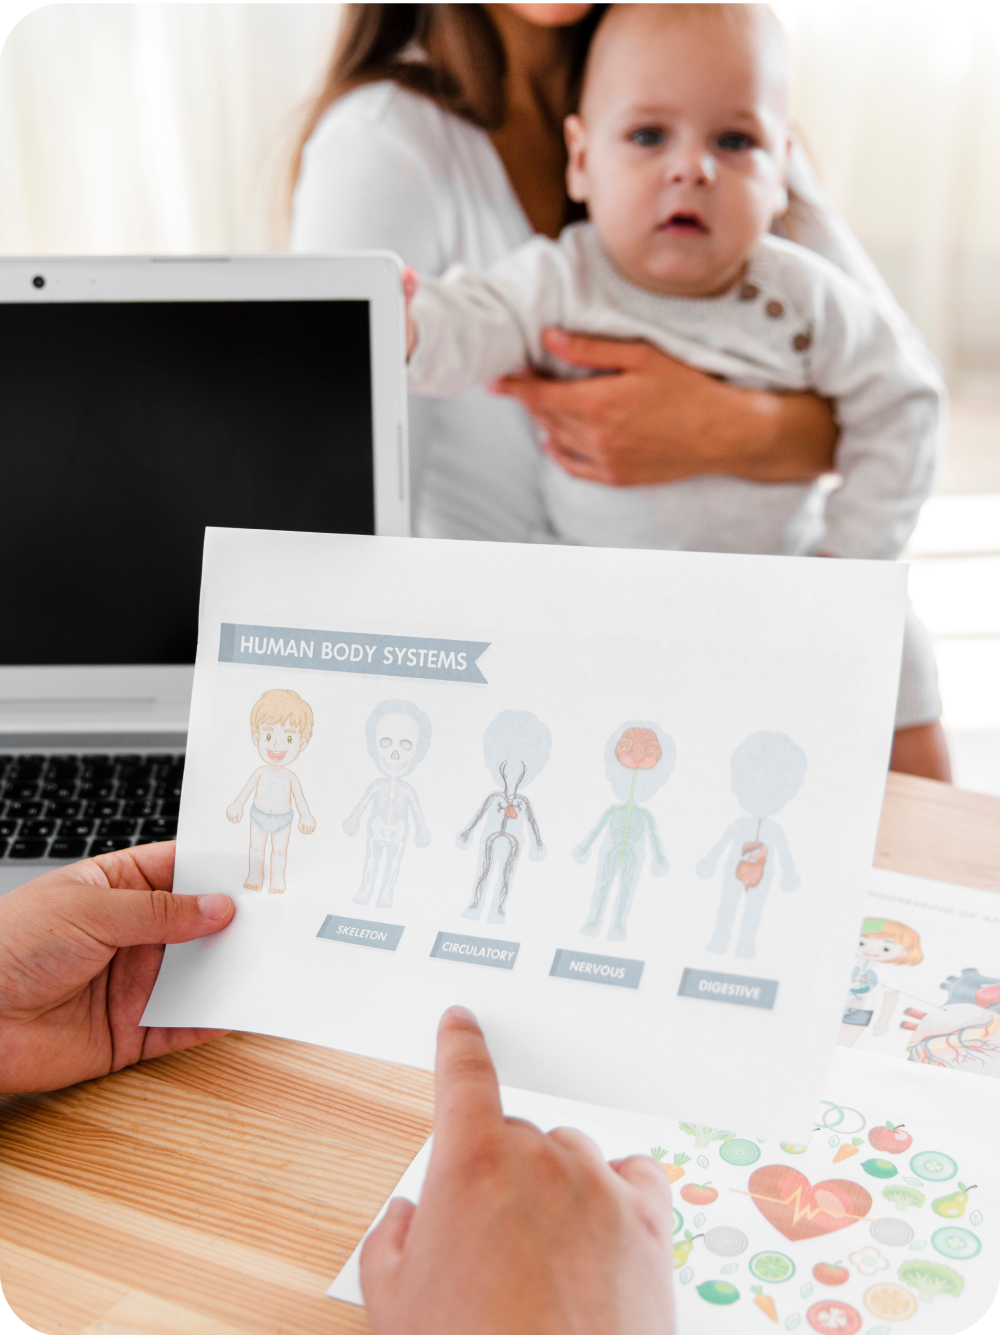 HUMAN BODY SYSTEMS
SKELETON
CIRCULATORY
NERVOUS
DIGESTIVE